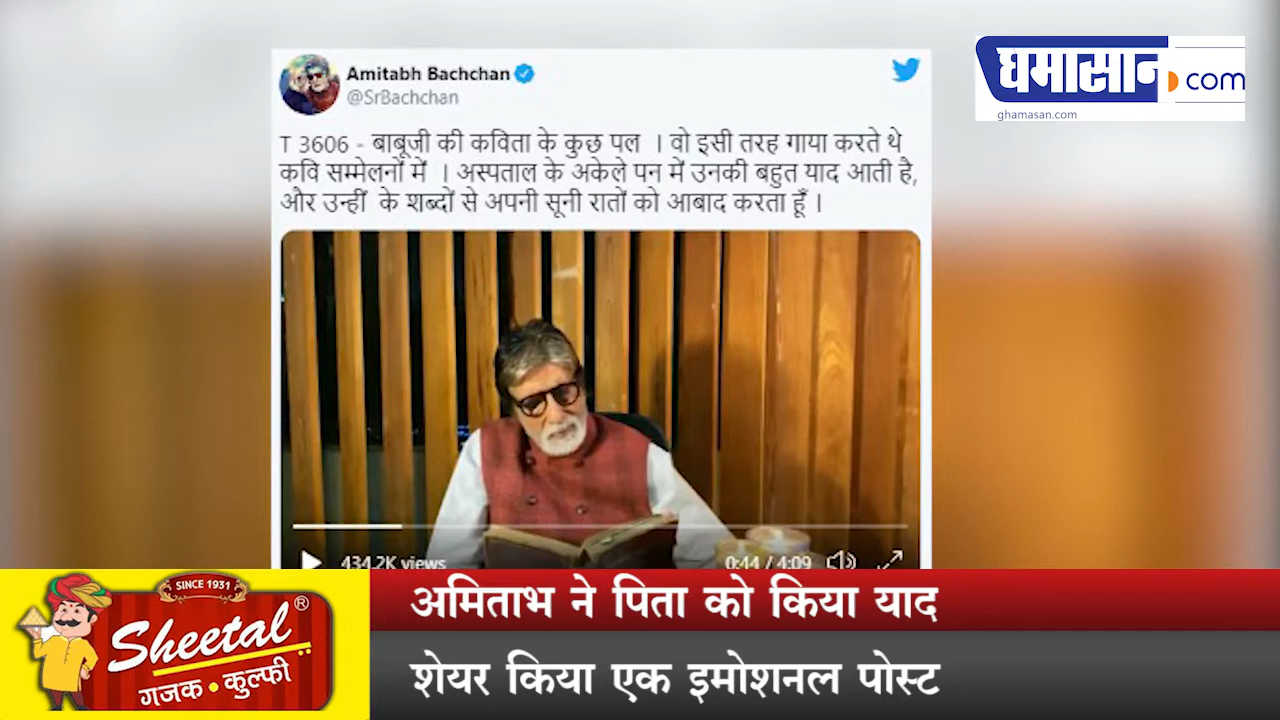 Amitabh Bachchan
@SrBachchan
T 3606 - बाबूजी की कविता के कुछ पल । वो इसी तरह गाया करते थे
कवि सम्मेलनों में । अस्पताल के अकेले पन में उनकी बहुत याद आती है,
और उन्हीं के शब्दों से अपनी सूनी रातों को आबाद करता हूँ ।
घमासान.com
ghamasan.com
434.2K views
0:44 / 4:09
SINCE 1931
Sheetal®
गजक • कुल्फी
अमिताभ ने पिता को किया याद
शेयर किया एक इमोशनल पोस्ट